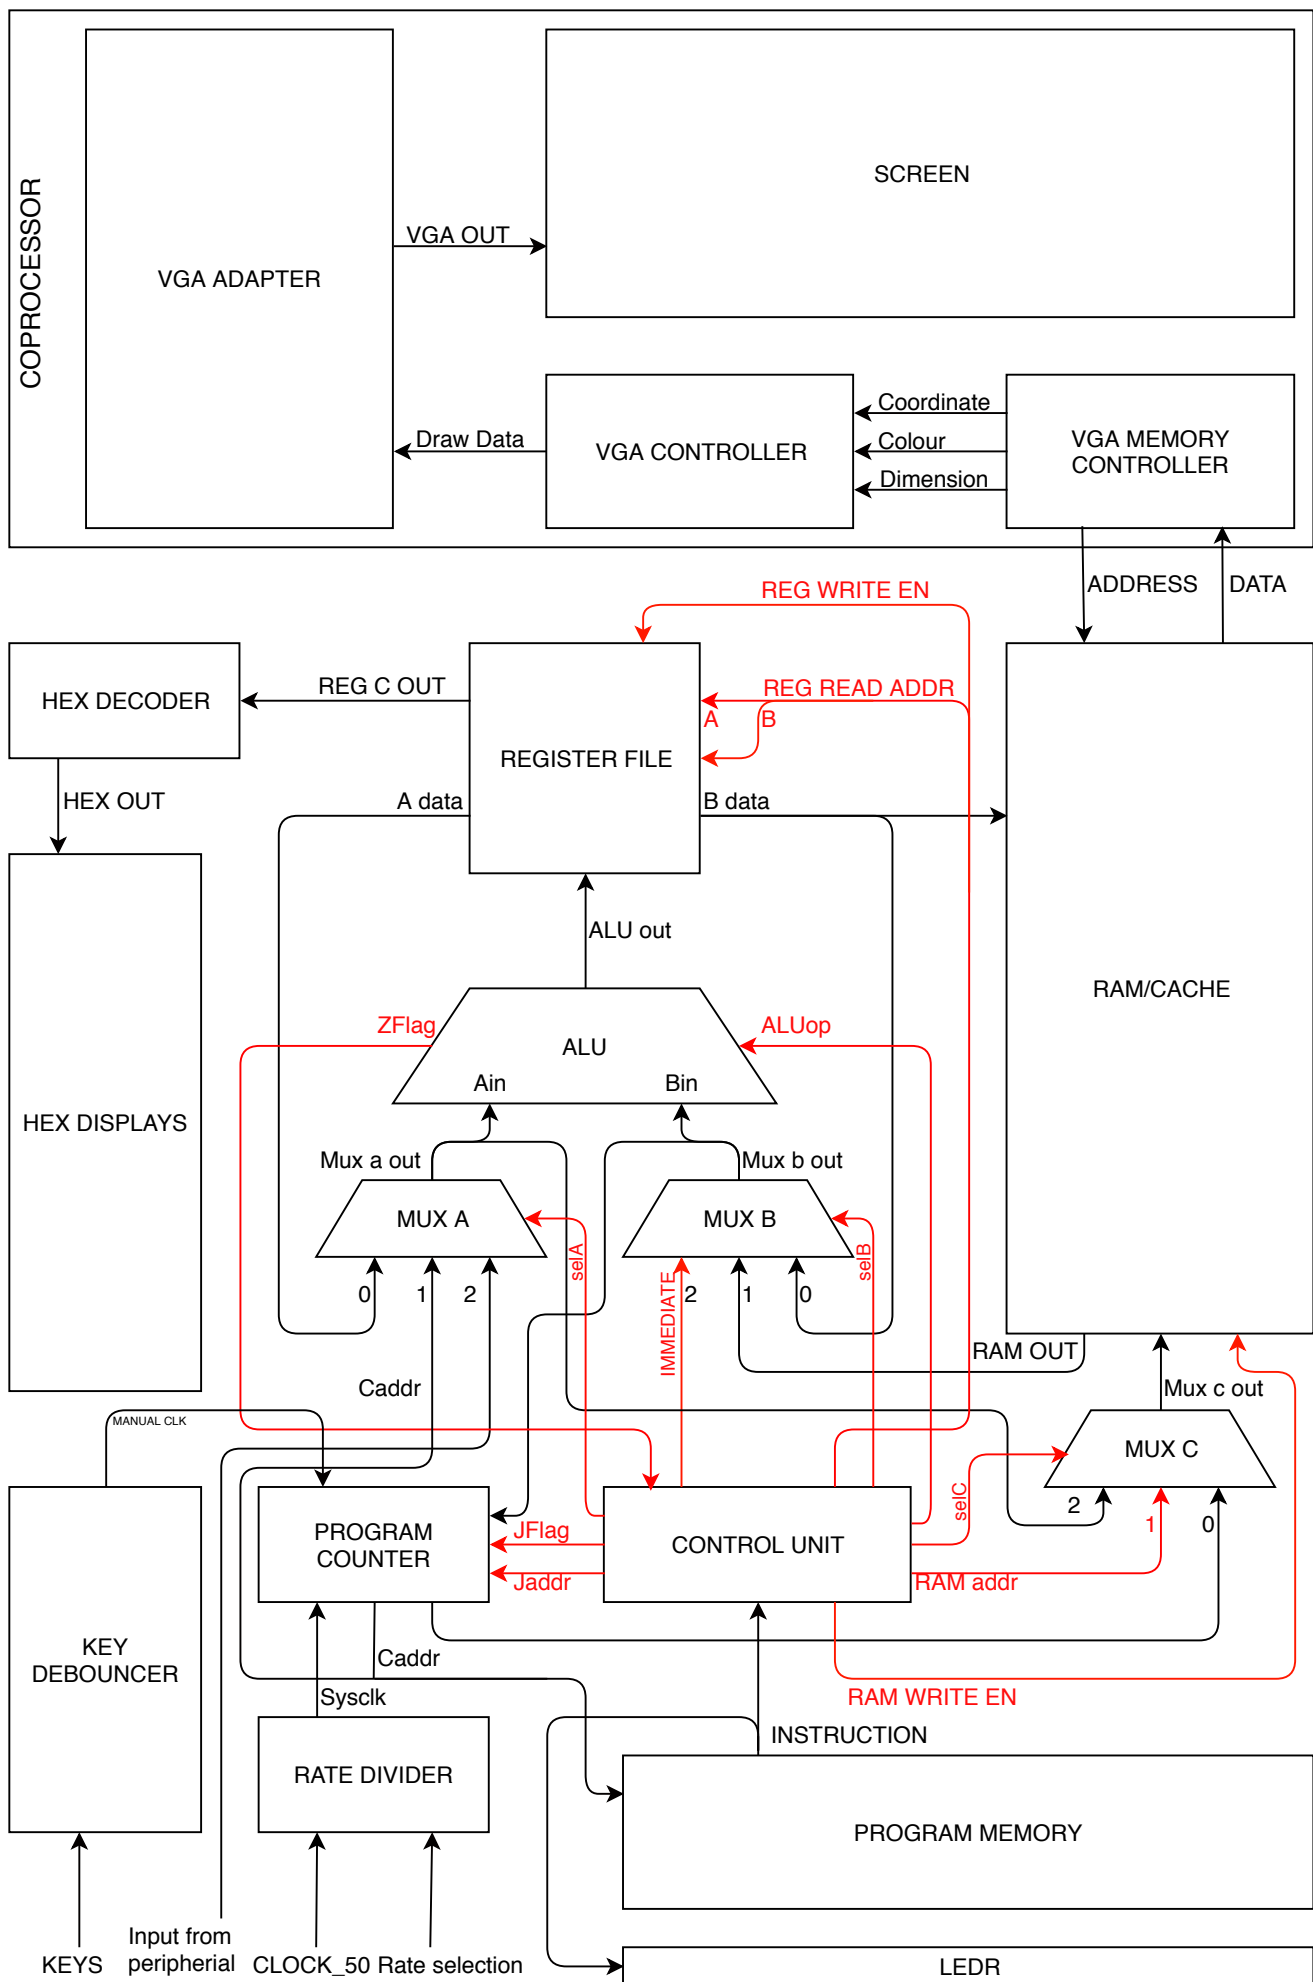 COPROCESSOR
VGA ADAPTER
SCREEN
VGA OUT
Draw Data
VGA CONTROLLER
Coordinate
Colour
Dimension
VGA MEMORY
CONTROLLER
ADDRESS
DATA
REG WRITE EN
HEX DECODER
REG C OUT
REG READ ADDR
A
B
REGISTER FILE
HEX OUT
A data
B data
ALU out
RAM/CACHE
ZFlag
ALUop
ALU
Ain
Bin
HEX DISPLAYS
Mux a out
Mux b out
MUX A
MUX B
selA
selB
0
1
2
IMMEDIATE
2
1
0
RAM OUT
Caddr
Mux c out
MANUAL CLK
MUX C
selC
2
1
0
PROGRAM
COUNTER
JFlag
Jaddr
CONTROL UNIT
RAM addr
KEY
DEBOUNCER
Caddr
Sysclk
RAM WRITE EN
INSTRUCTION
RATE DIVIDER
PROGRAM MEMORY
Input from
peripherial
KEYS
CLOCK_50
Rate selection
LEDR